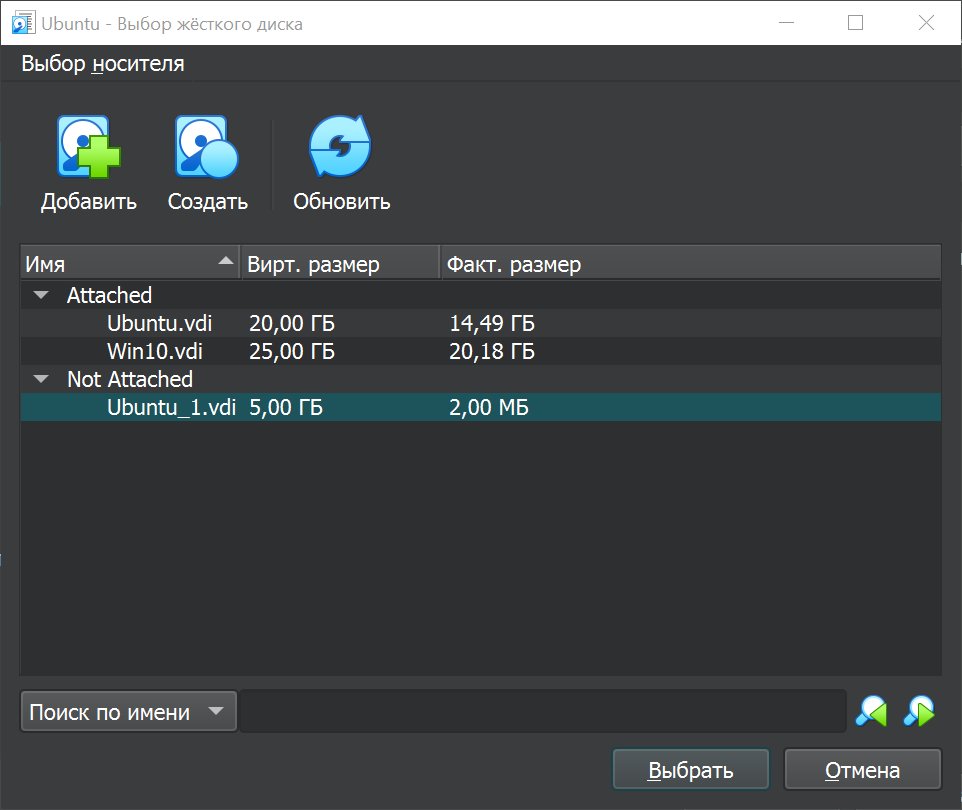 Ubuntu - Выбор жёсткого диска
Выбор носителя
Добавить Создать Обновить
Имя Вирт. размер Факт. размер
Attached
Ubuntu.vdi 20,00 ГБ 14,49 ГБ
Win10.vdi 25,00 ГБ 20,18 ГБ
Not Attached
Ubuntu_1.vdi 5,00 ГБ 2,00 МБ
Поиск по имени
Выбрать Отмена